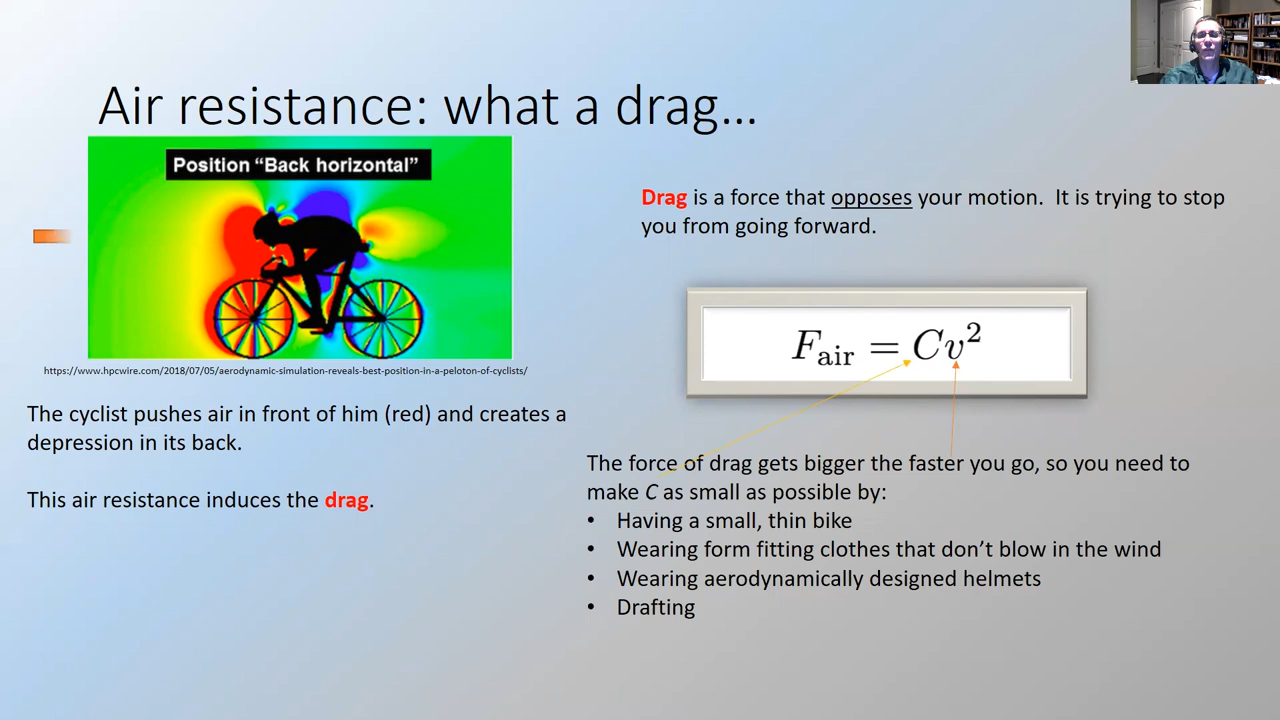 Air resistance: what a drag...
Position “Back horizontal”
https://www.hpcwire.com/2018/07/05/aerodynamic-simulation-reveals-best-position-in-a-peloton-of-cyclists/
The cyclist pushes air in front of him (red) and creates a
depression in its back.
This air resistance induces the drag.
Drag is a force that opposes your motion.  It is trying to stop
you from going forward.
F_air = Cv²
The force of drag gets bigger the faster you go, so you need to
make C as small as possible by:
• Having a small, thin bike
• Wearing form fitting clothes that don’t blow in the wind
• Wearing aerodynamically designed helmets
• Drafting